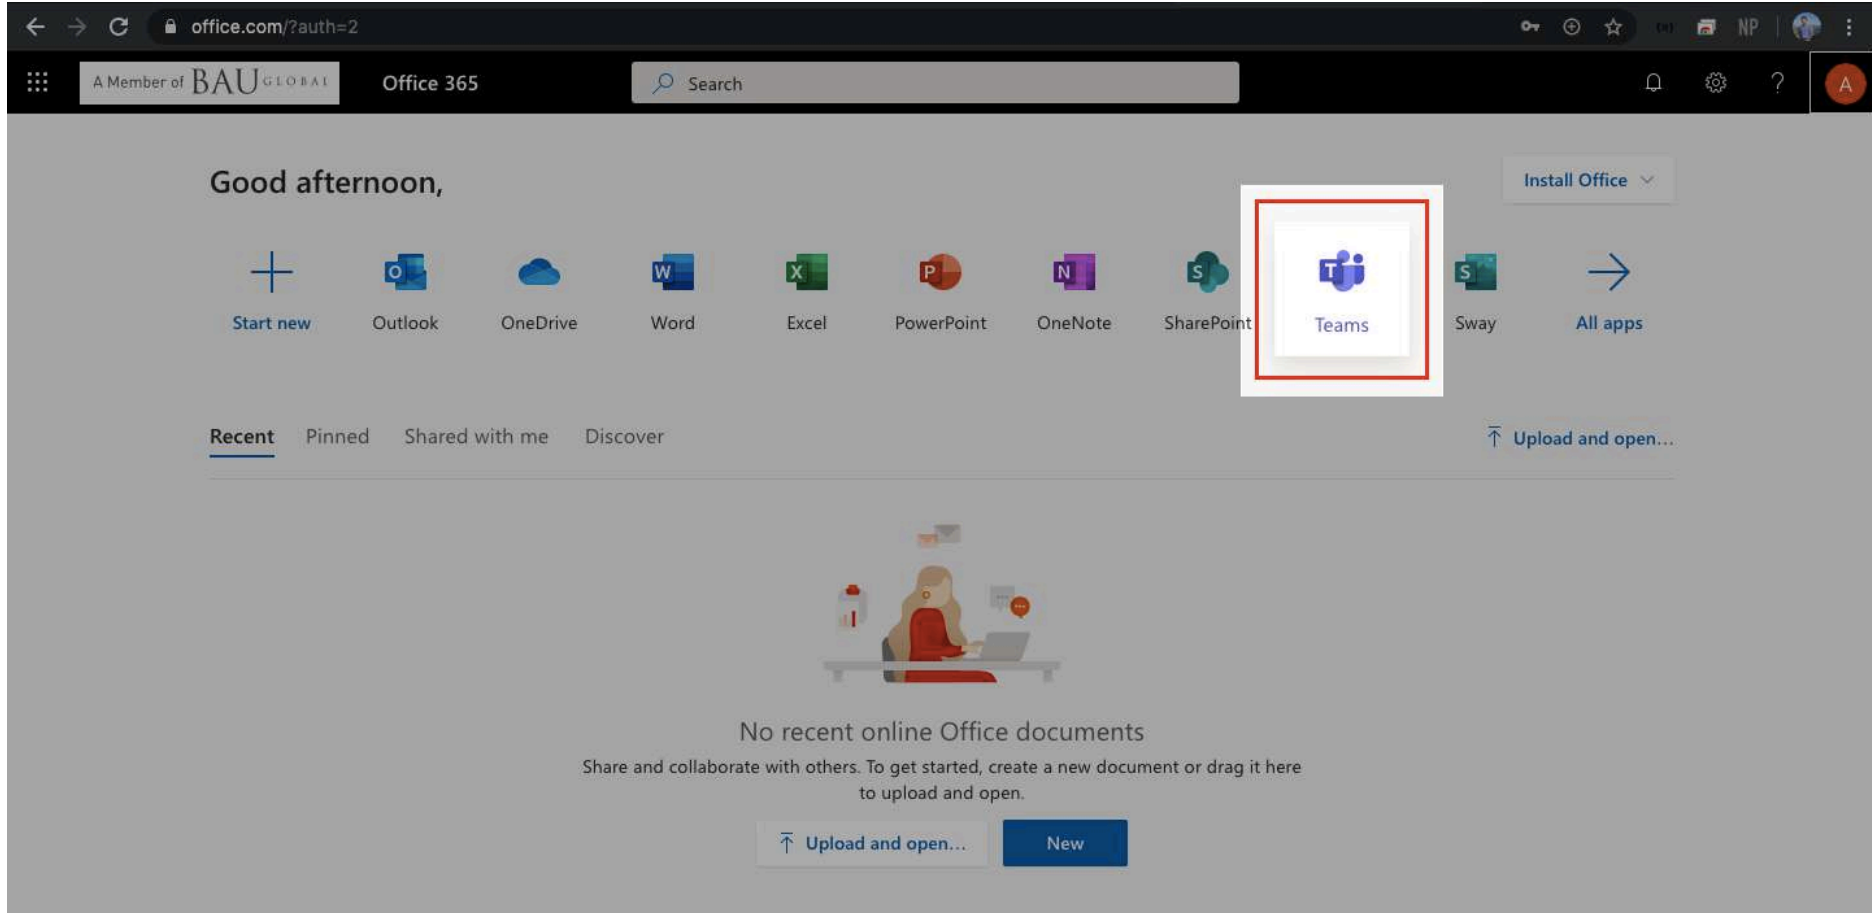 office.com/?auth=2
NP
A Member of BAU GLOBAL
Office 365
Search
?
A
Good afternoon,
Install Office
Start new
Outlook
OneDrive
Word
Excel
PowerPoint
OneNote
SharePoint
Teams
Sway
All apps
Recent
Pinned
Shared with me
Discover
Upload and open...
No recent online Office documents
Share and collaborate with others. To get started, create a new document or drag it here
to upload and open.
Upload and open...
New